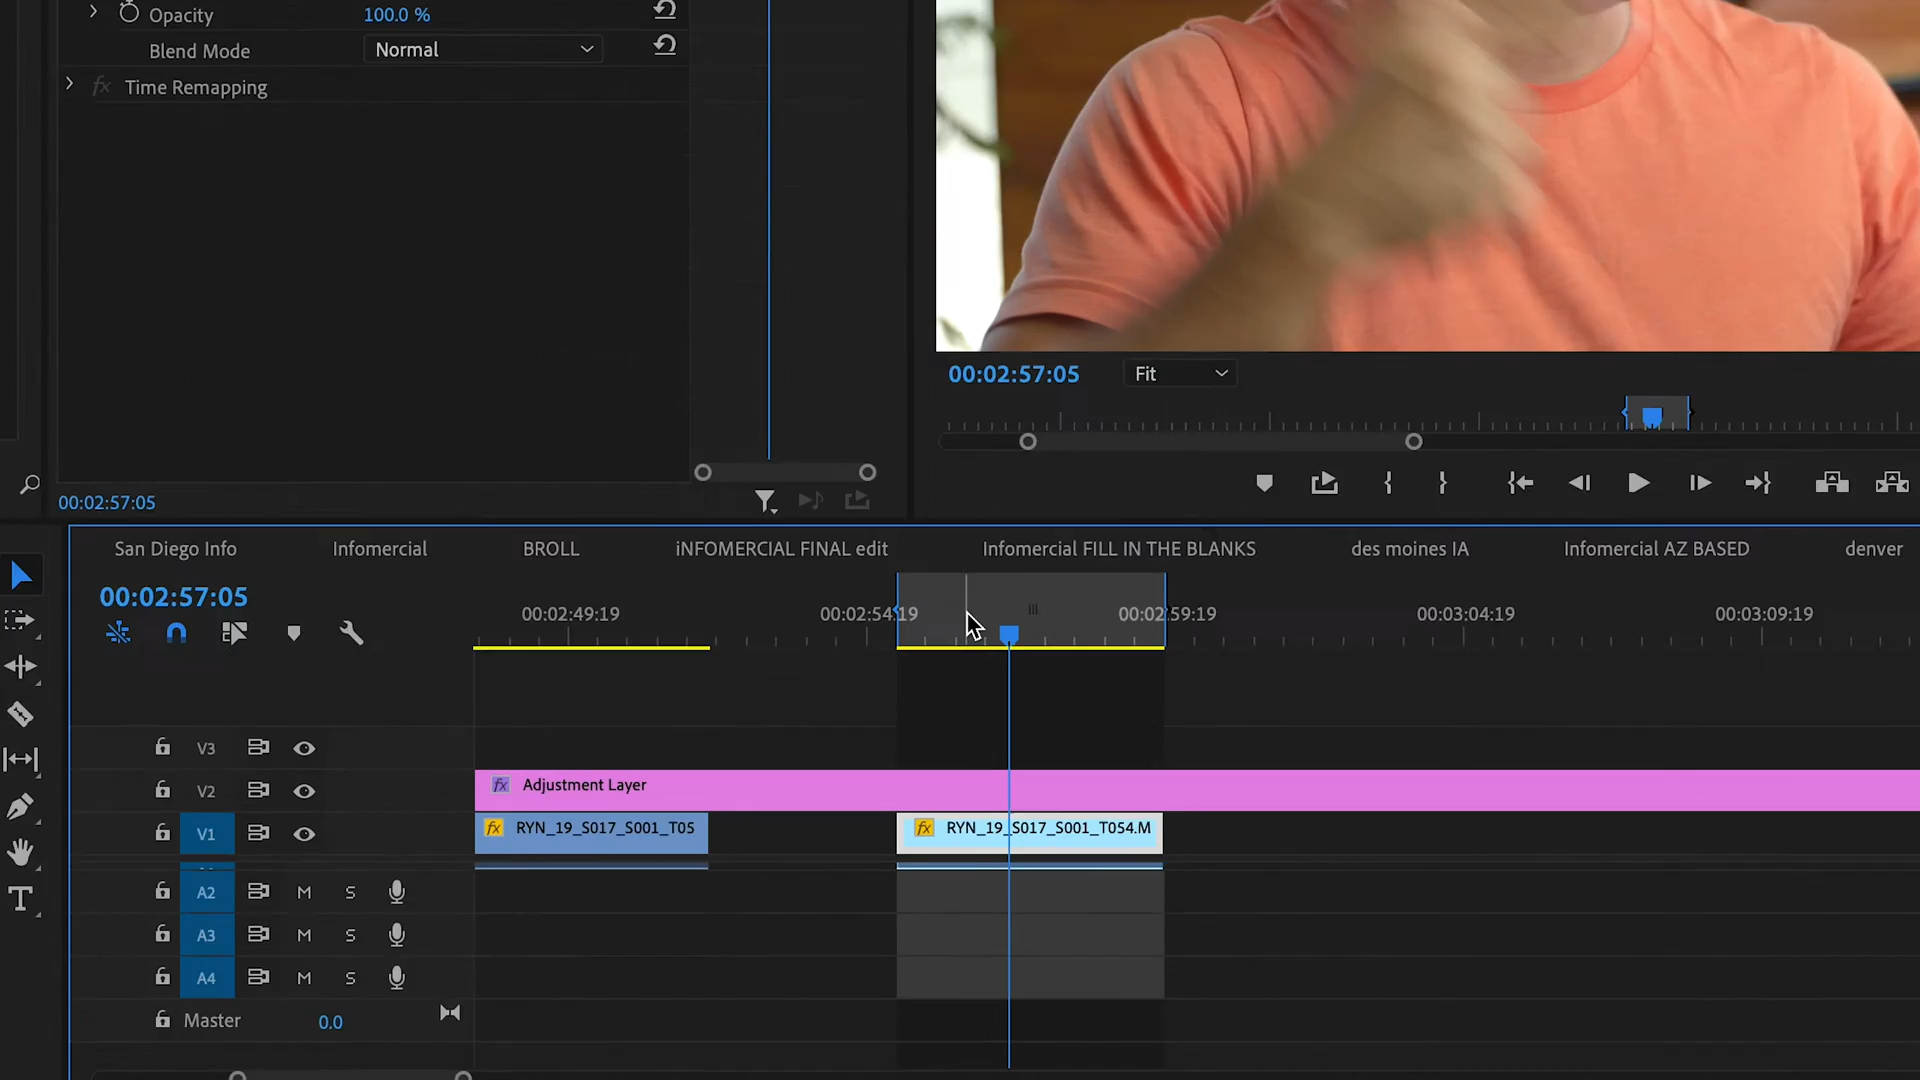 Opacity 100.0 %
Blend Mode Normal
Time Remapping
00:02:57:05 Fit
00:02:57:05
San Diego Info Infomercial BROLL iNFOMERCIAL FINAL edit Infomercial FILL IN THE BLANKS des moines IA Infomercial AZ BASED denver
00:02:57:05
00:02:49:19 00:02:54:19 00:02:59:19 00:03:04:19 00:03:09:19
V3
V2 fx Adjustment Layer
V1 fx RYN_19_S017_S001_T05 fx RYN_19_S017_S001_T054.M
A2 M S
A3 M S
A4 M S
Master 0.0